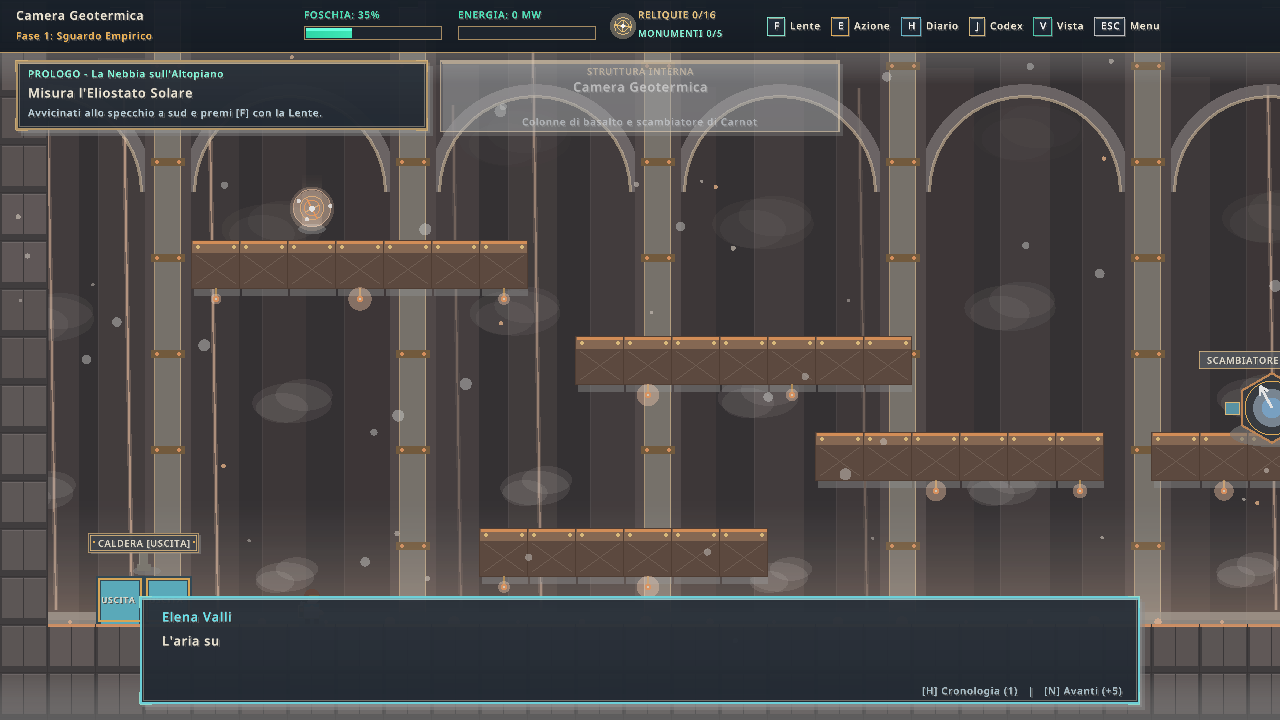 Camera Geotermica
Fase 1: Sguardo Empirico
FOSCHIA: 35%
ENERGIA: 0 MW
RELIQUIE 0/16
MONUMENTI 0/5
F Lente
E Azione
H Diario
J Codex
V Vista
ESC Menu
PROLOGO - La Nebbia sull'Altopiano
Misura l'Eliostato Solare
Avvicinati allo specchio a sud e premi [F] con la Lente.
STRUTTURA INTERNA
Camera Geotermica
Colonne di basalto e scambiatore di Carnot
SCAMBIATORE
CALDERA [USCITA]
USCITA
Elena Valli
L'aria su
[H] Cronologia (1) | [N] Avanti (+5)